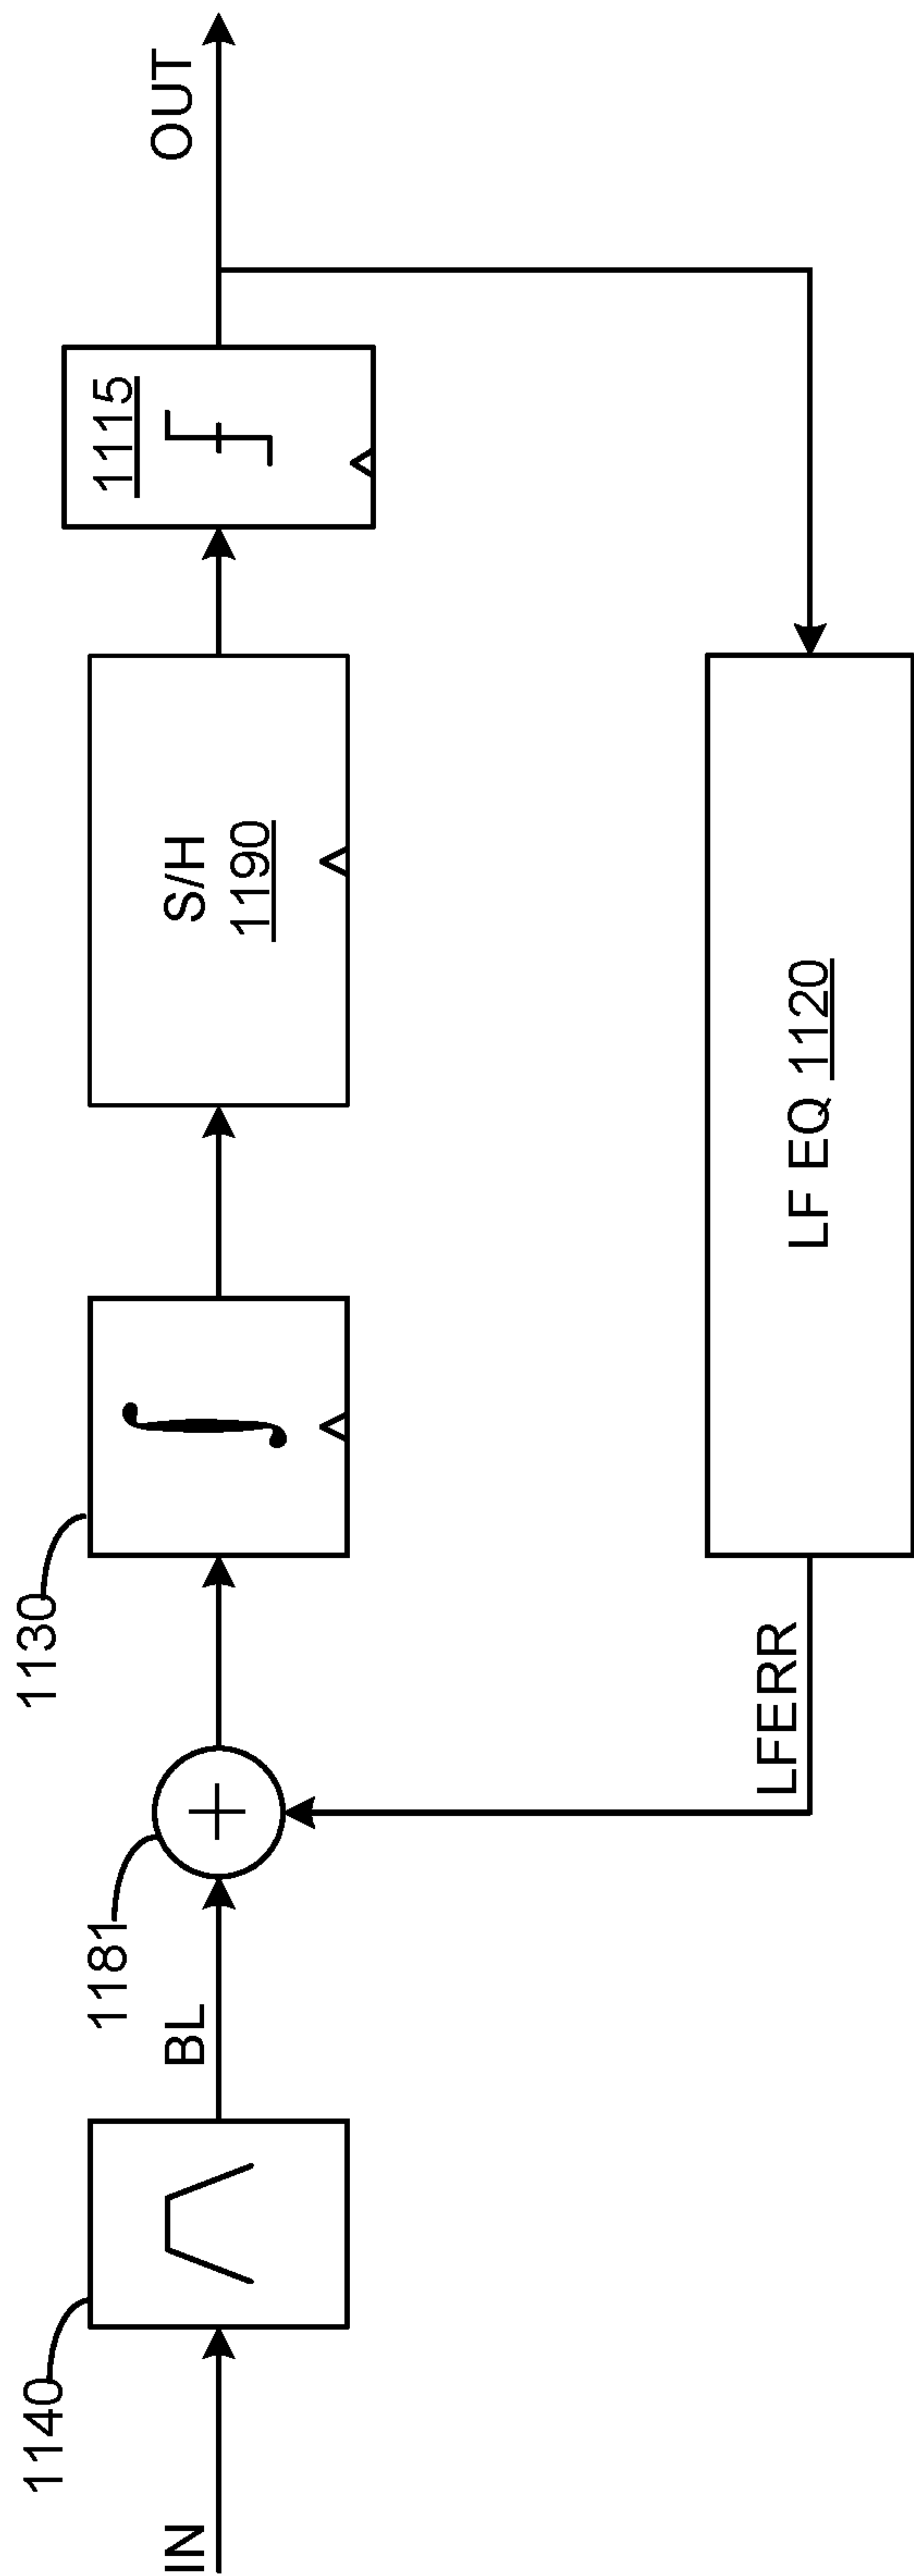 IN
1140
BL
1181
1130
∫
S/H
1190
1115
OUT
LFERR
LF EQ 1120